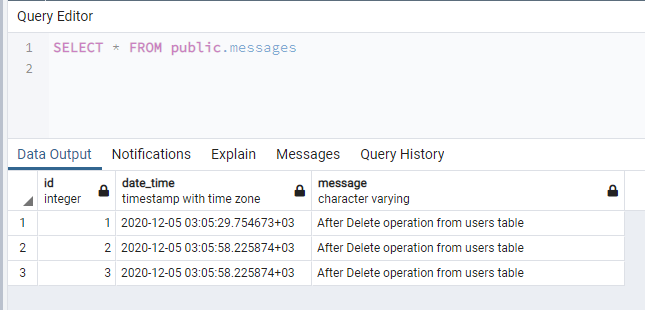 Query Editor
1 SELECT * FROM public.messages
2
Data Output Notifications Explain Messages Query History
id date_time message
integer timestamp with time zone character varying
1 1 2020-12-05 03:05:29.754673+03 After Delete operation from users table
2 2 2020-12-05 03:05:58.225874+03 After Delete operation from users table
3 3 2020-12-05 03:05:58.225874+03 After Delete operation from users table